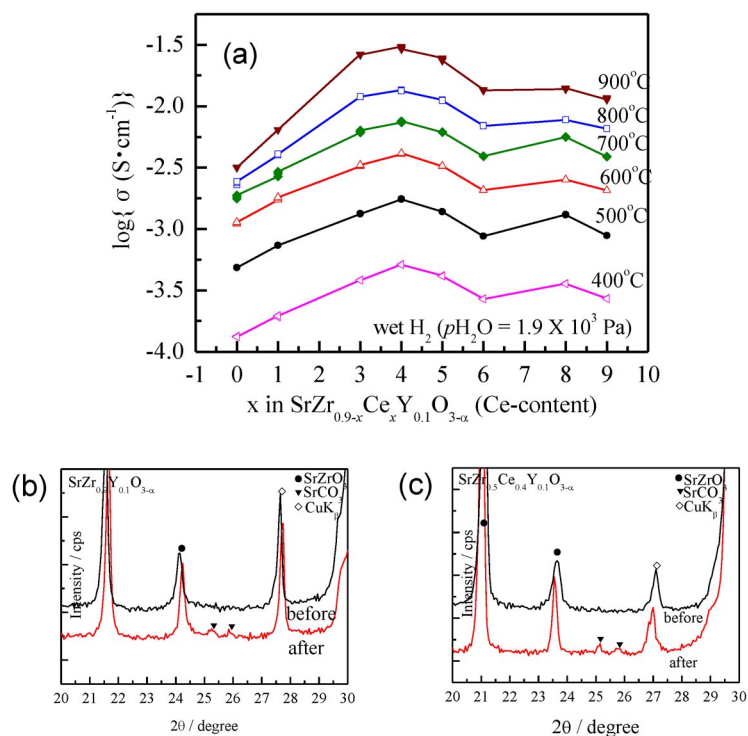 (a)
-1.5
-2.0
-2.5
-3.0
-3.5
-4.0
log{ σ (S·cm⁻¹)}
900°C
800°C
700°C
600°C
500°C
400°C
wet H₂ (pH₂O = 1.9 X 10³ Pa)
-1 0 1 2 3 4 5 6 7 8 9 10
x in SrZr₀.₉₋ₓCeₓY₀.₁O₃₋α (Ce-content)
(b)
Intensity / cps
SrZrO₃
SrCO₃
CuKβ
before
after
20 21 22 23 24 25 26 27 28 29 30
2θ / degree
(c)
Intensity / cps
SrZr₀.₅Ce₀.₄Y₀.₁O₃₋α
SrZrO₃
SrCO₃
CuKβ
before
after
20 21 22 23 24 25 26 27 28 29 30
2θ / degree